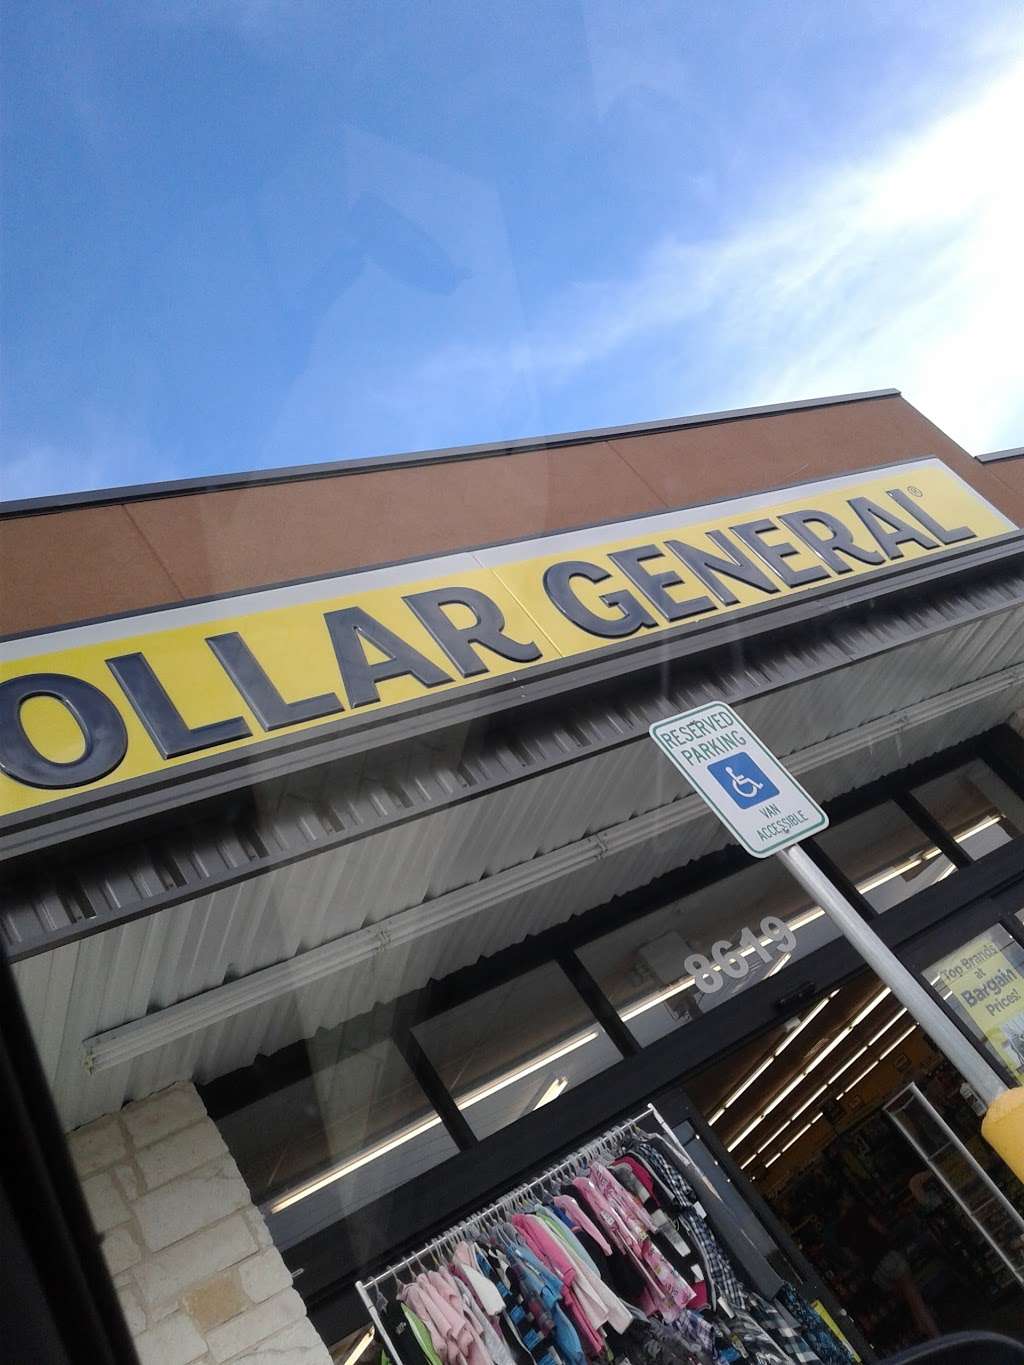 OLLAR GENERAL®
RESERVED
PARKING
VAN
ACCESSIBLE
8619
Top Brands
at
Bargain
Prices!